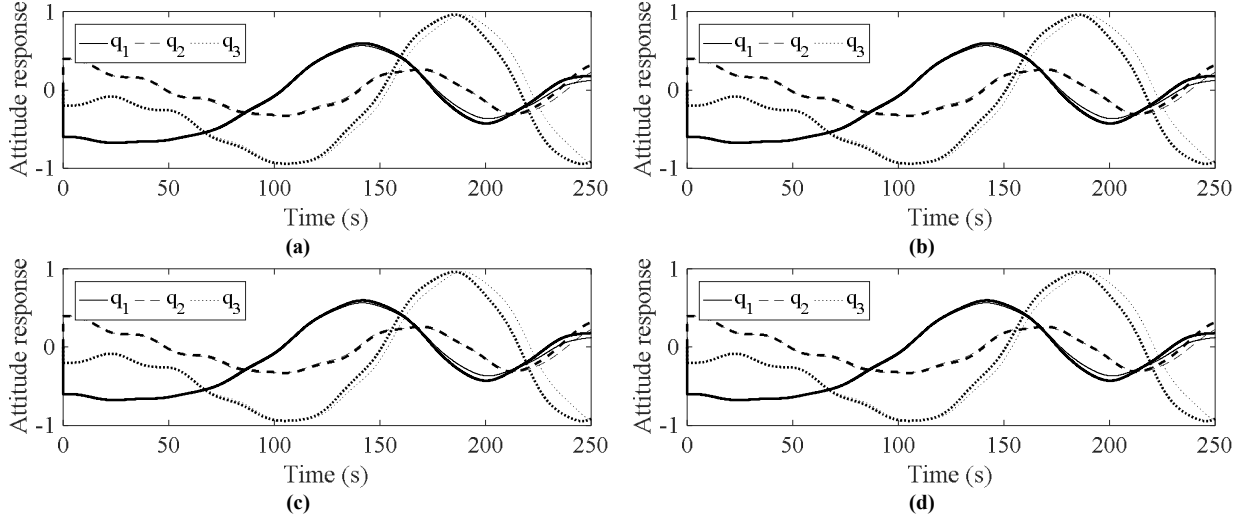 Attitude response
1
0
-1
q1 q2 q3
0 50 100 150 200 250
Time (s)
(a)
Attitude response
1
0
-1
q1 q2 q3
0 50 100 150 200 250
Time (s)
(b)
Attitude response
1
0
-1
q1 q2 q3
0 50 100 150 200 250
Time (s)
(c)
Attitude response
1
0
-1
q1 q2 q3
0 50 100 150 200 250
Time (s)
(d)